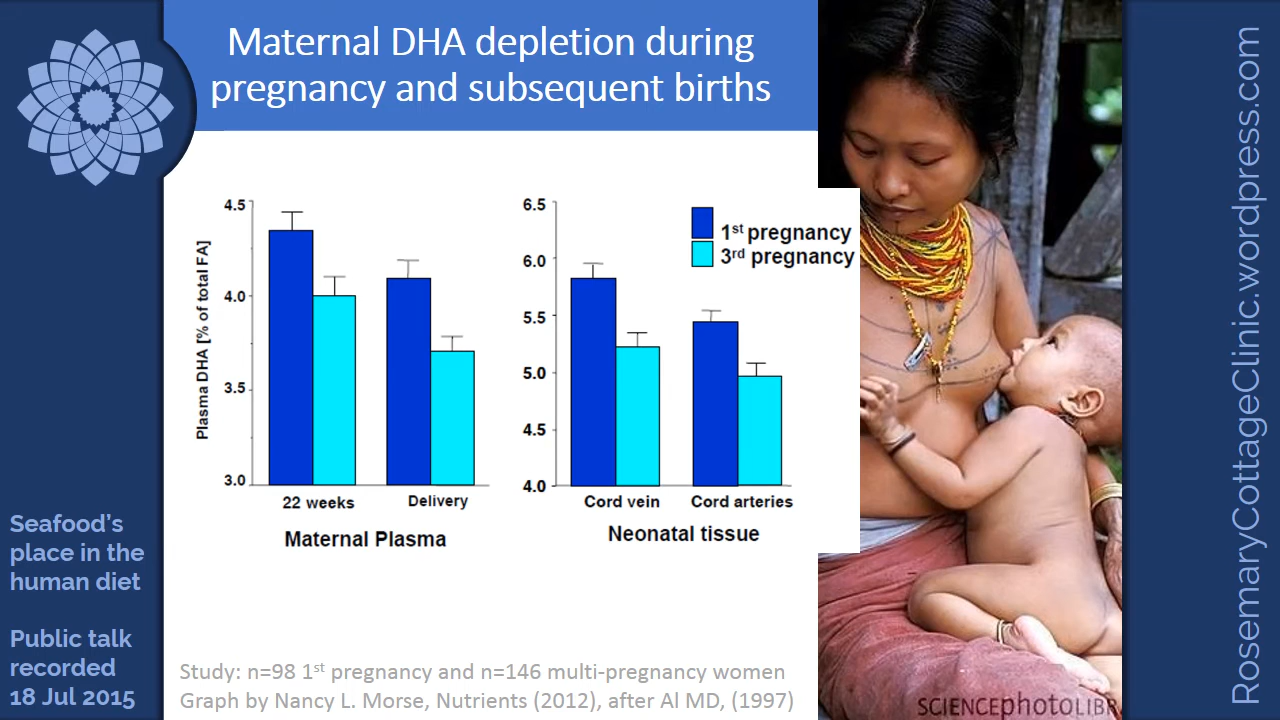 Maternal DHA depletion during
pregnancy and subsequent births
4.5
4.0
3.5
3.0
Plasma DHA [% of total FA]
22 weeks
Delivery
Maternal Plasma
6.5
6.0
5.5
5.0
4.5
4.0
1st pregnancy
3rd pregnancy
Cord vein
Cord arteries
Neonatal tissue
Seafood's
place in the
human diet
Public talk
recorded
18 Jul 2015
Study: n=98 1st pregnancy and n=146 multi-pregnancy women
Graph by Nancy L. Morse, Nutrients (2012), after Al MD, (1997)
SCIENCEphotoLIBR
RosemaryCottageClinic.wordpress.com